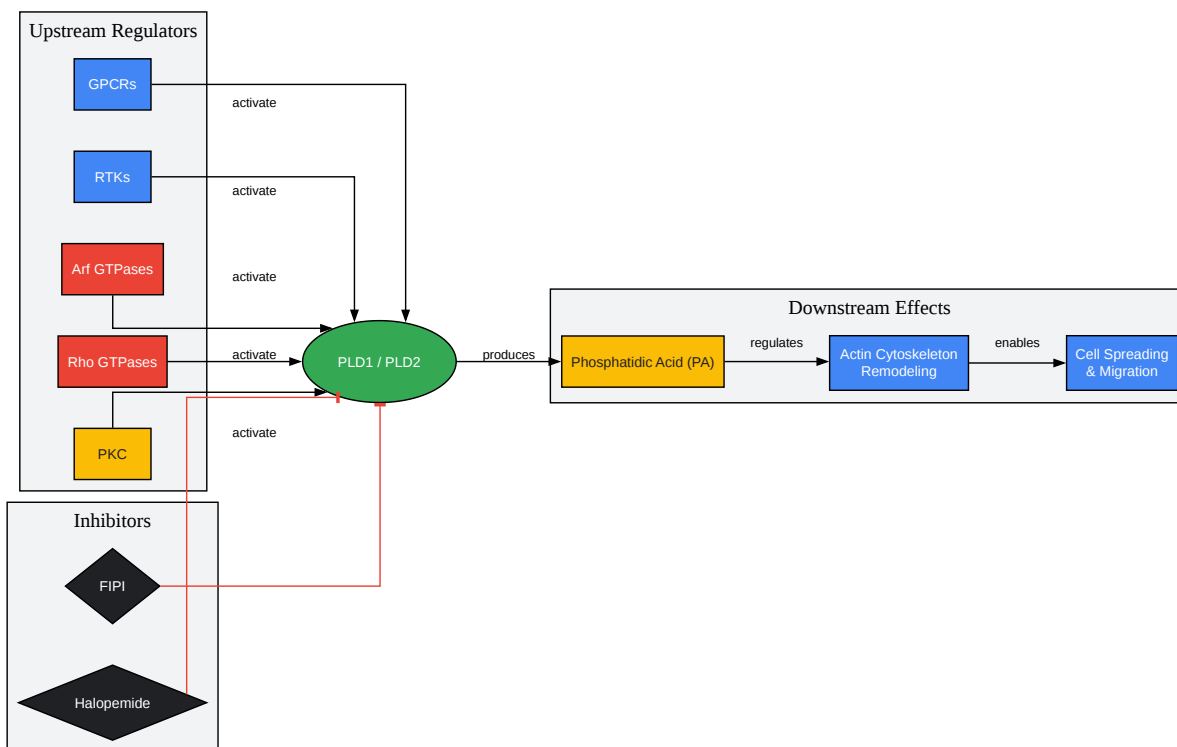 Upstream Regulators
GPCRs
activate
RTKs
activate
Arf GTPases
activate
Rho GTPases
activate
PKC
activate
PLD1 / PLD2
produces
Downstream Effects
Phosphatidic Acid (PA)
regulates
Actin Cytoskeleton
Remodeling
enables
Cell Spreading
& Migration
Inhibitors
FIPI
Halopemide